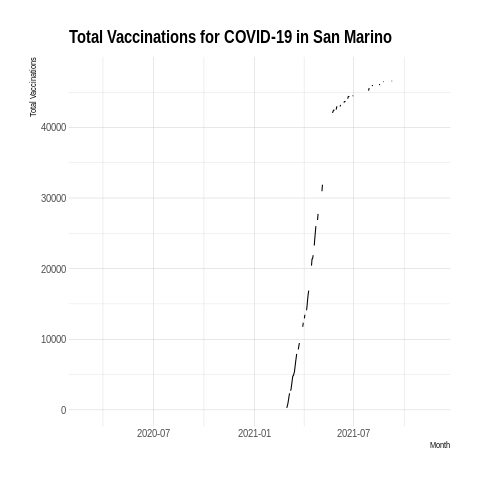 Total Vaccinations for COVID-19 in San Marino
Total Vaccinations
40000
30000
20000
10000
0
2020-07 2021-01 2021-07
Month